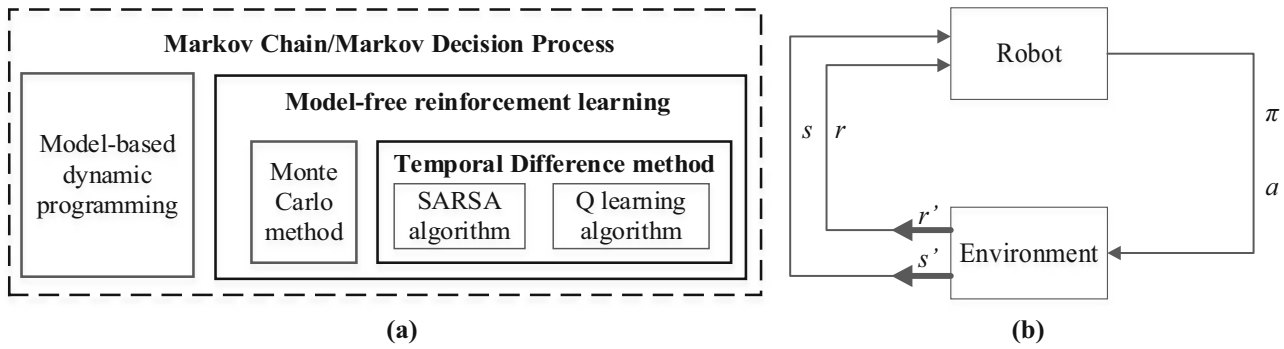 Markov Chain/Markov Decision Process
Model-based
dynamic
programming
Model-free reinforcement learning
Monte
Carlo
method
Temporal Difference method
SARSA
algorithm
Q learning
algorithm
(a)
Robot
s
r
π
a
r’
s’
Environment
(b)